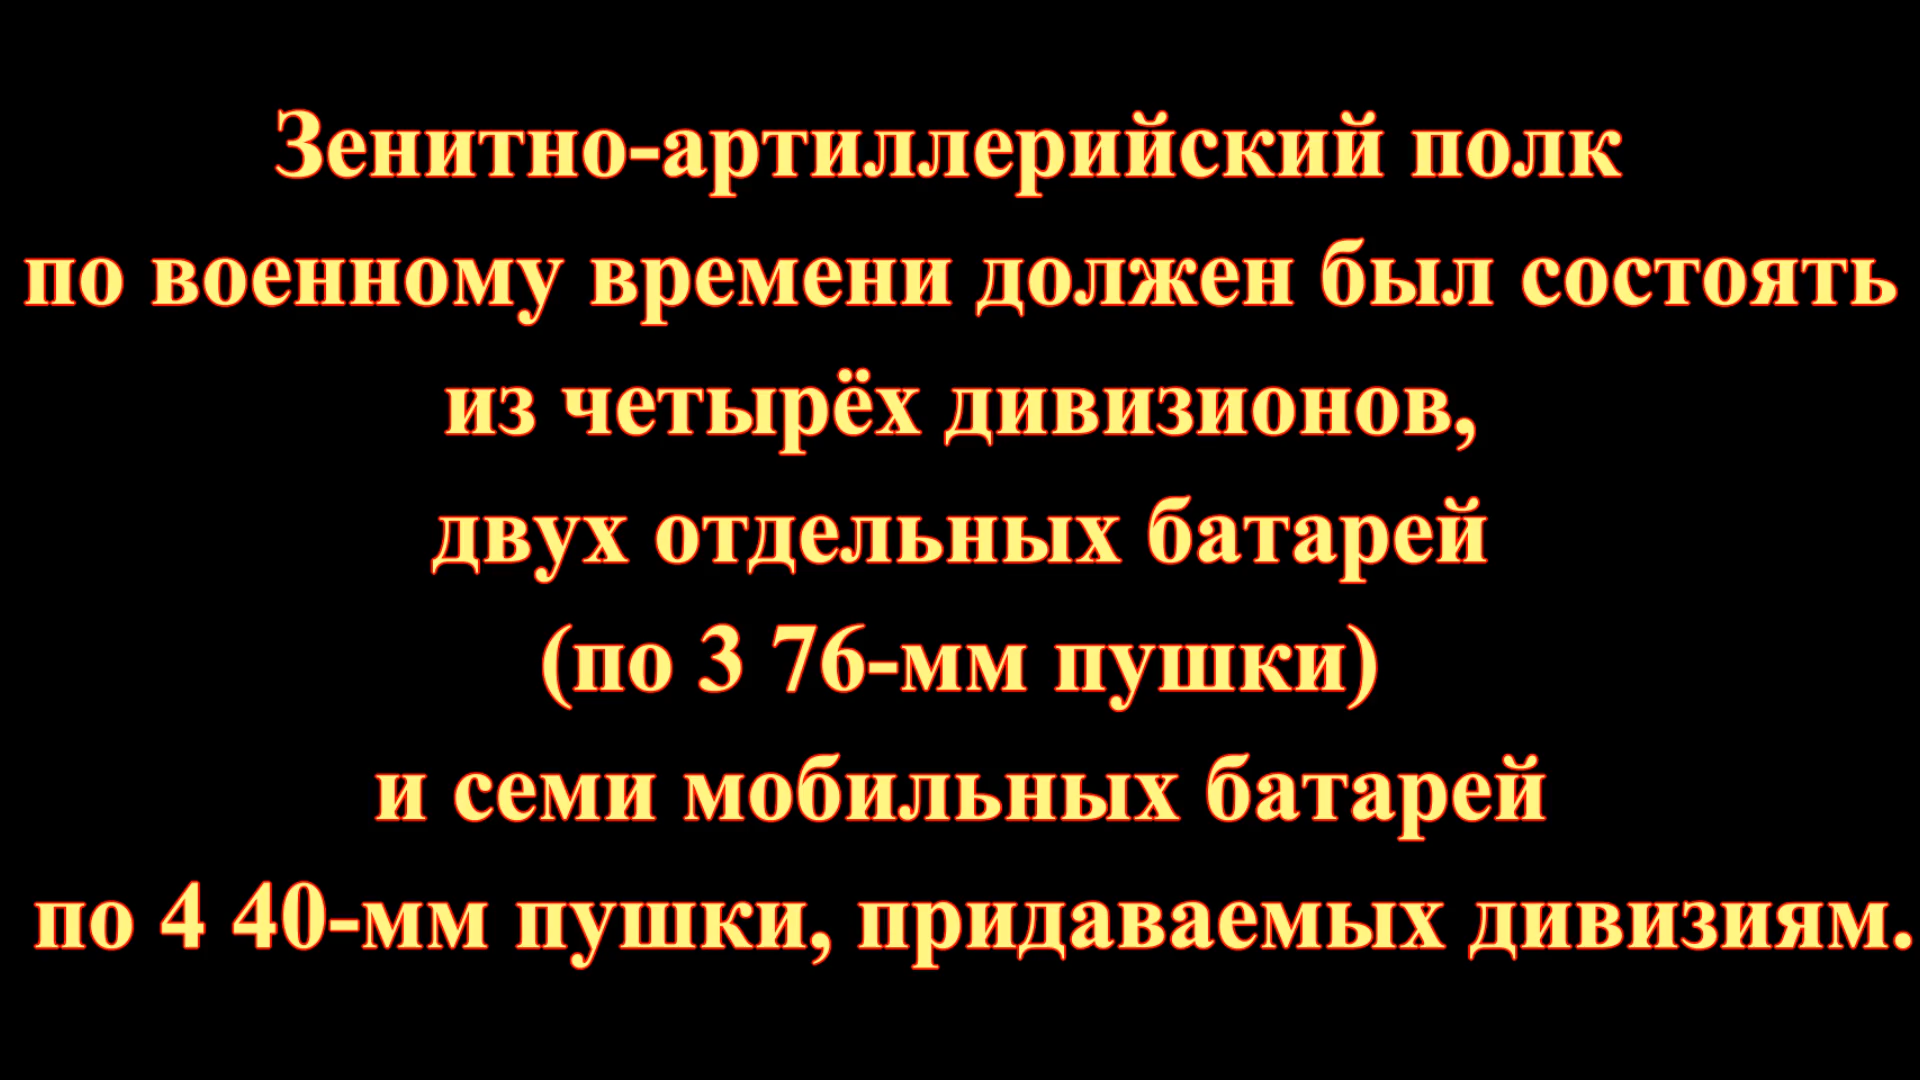 Зенитно-артиллерийский полк
по военному времени должен был состоять
из четырёх дивизионов,
двух отдельных батарей
(по 3 76-мм пушки)
и семи мобильных батарей
по 4 40-мм пушки, придаваемых дивизиям.